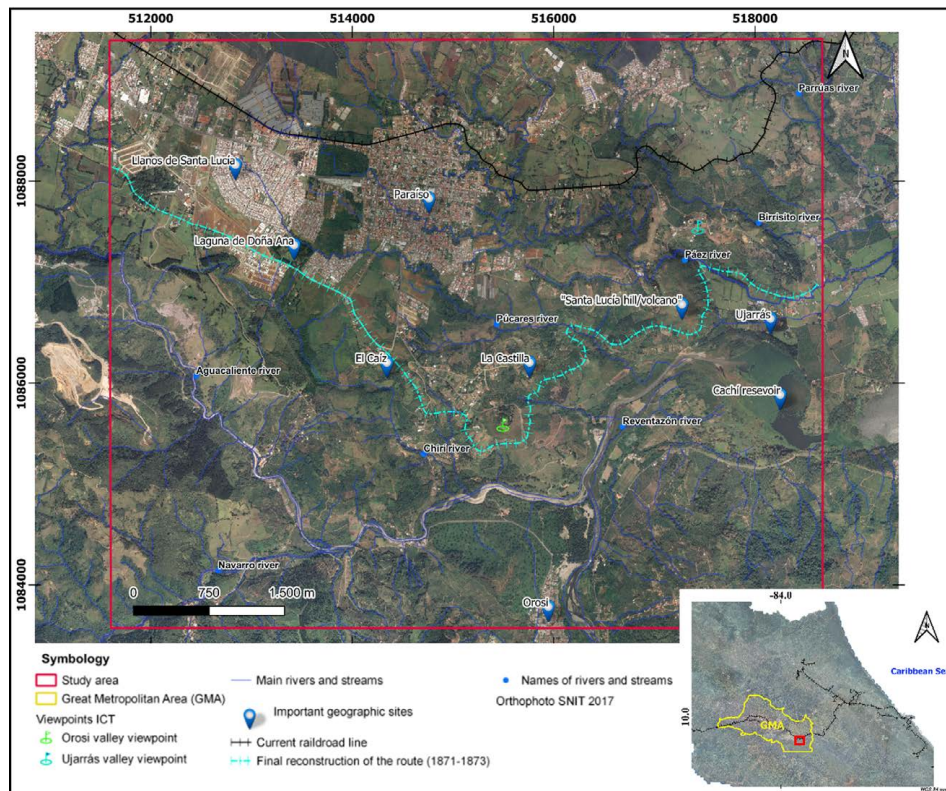 512000 514000 516000 518000
N
Parruas river
1088000
Llanos de Santa Lucía
Paraíso
Birrisito river
Laguna de Doña Ana
Páez river
"Santa Lucía hill/volcano"
Púcares river
Ujarrás
1086000
El Caíz
La Castilla
Aguacaliente river
Cachí resevoir
Reventazón river
Chirí river
1084000
Navarro river
0 750 1.500 m
Orosi
-84.0
N
Caribbean Se
10.0
GMA
Symbology
Study area
Great Metropolitan Area (GMA)
Viewpoints ICT
Orosi valley viewpoint
Ujarrás valley viewpoint
Main rivers and streams
Important geographic sites
Current raildroad line
Final reconstruction of the route (1871-1873)
Names of rivers and streams
Orthophoto SNIT 2017